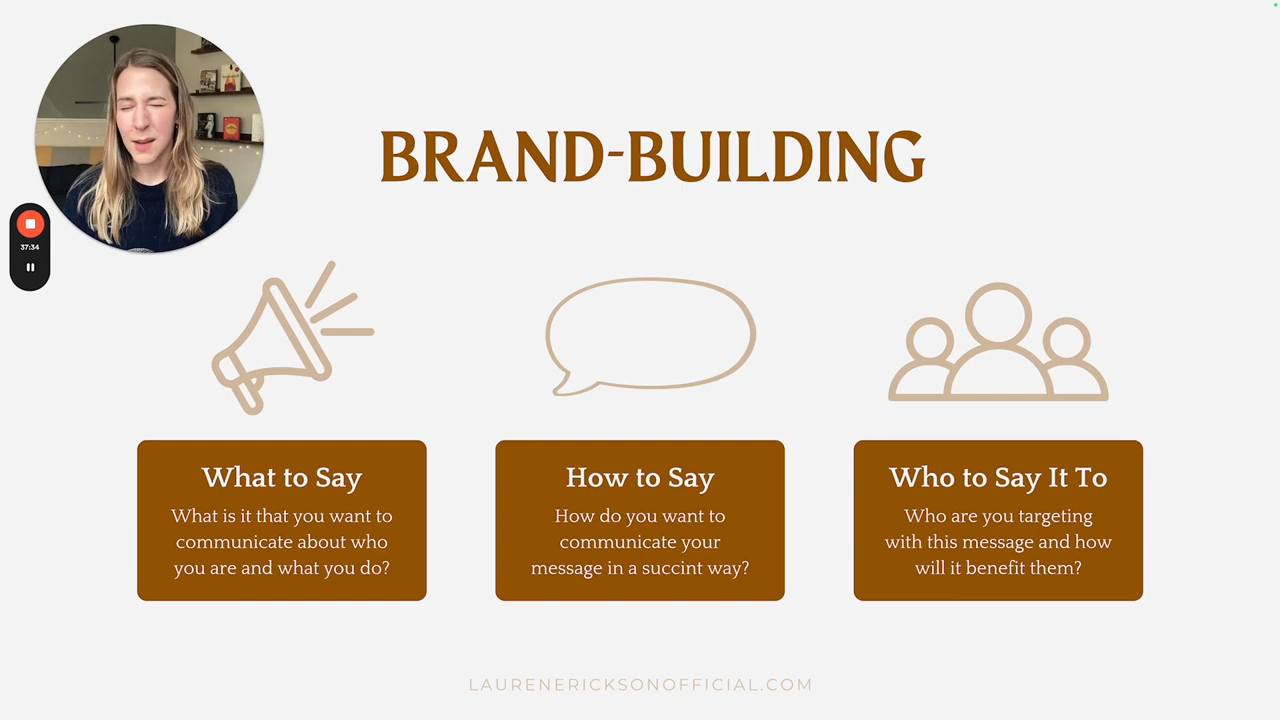 BRAND-BUILDING
37:34
What to Say
What is it that you want to
communicate about who
you are and what you do?
How to Say
How do you want to
communicate your
message in a succint way?
Who to Say It To
Who are you targeting
with this message and how
will it benefit them?
LAURENERICKSONOFFICIAL.COM